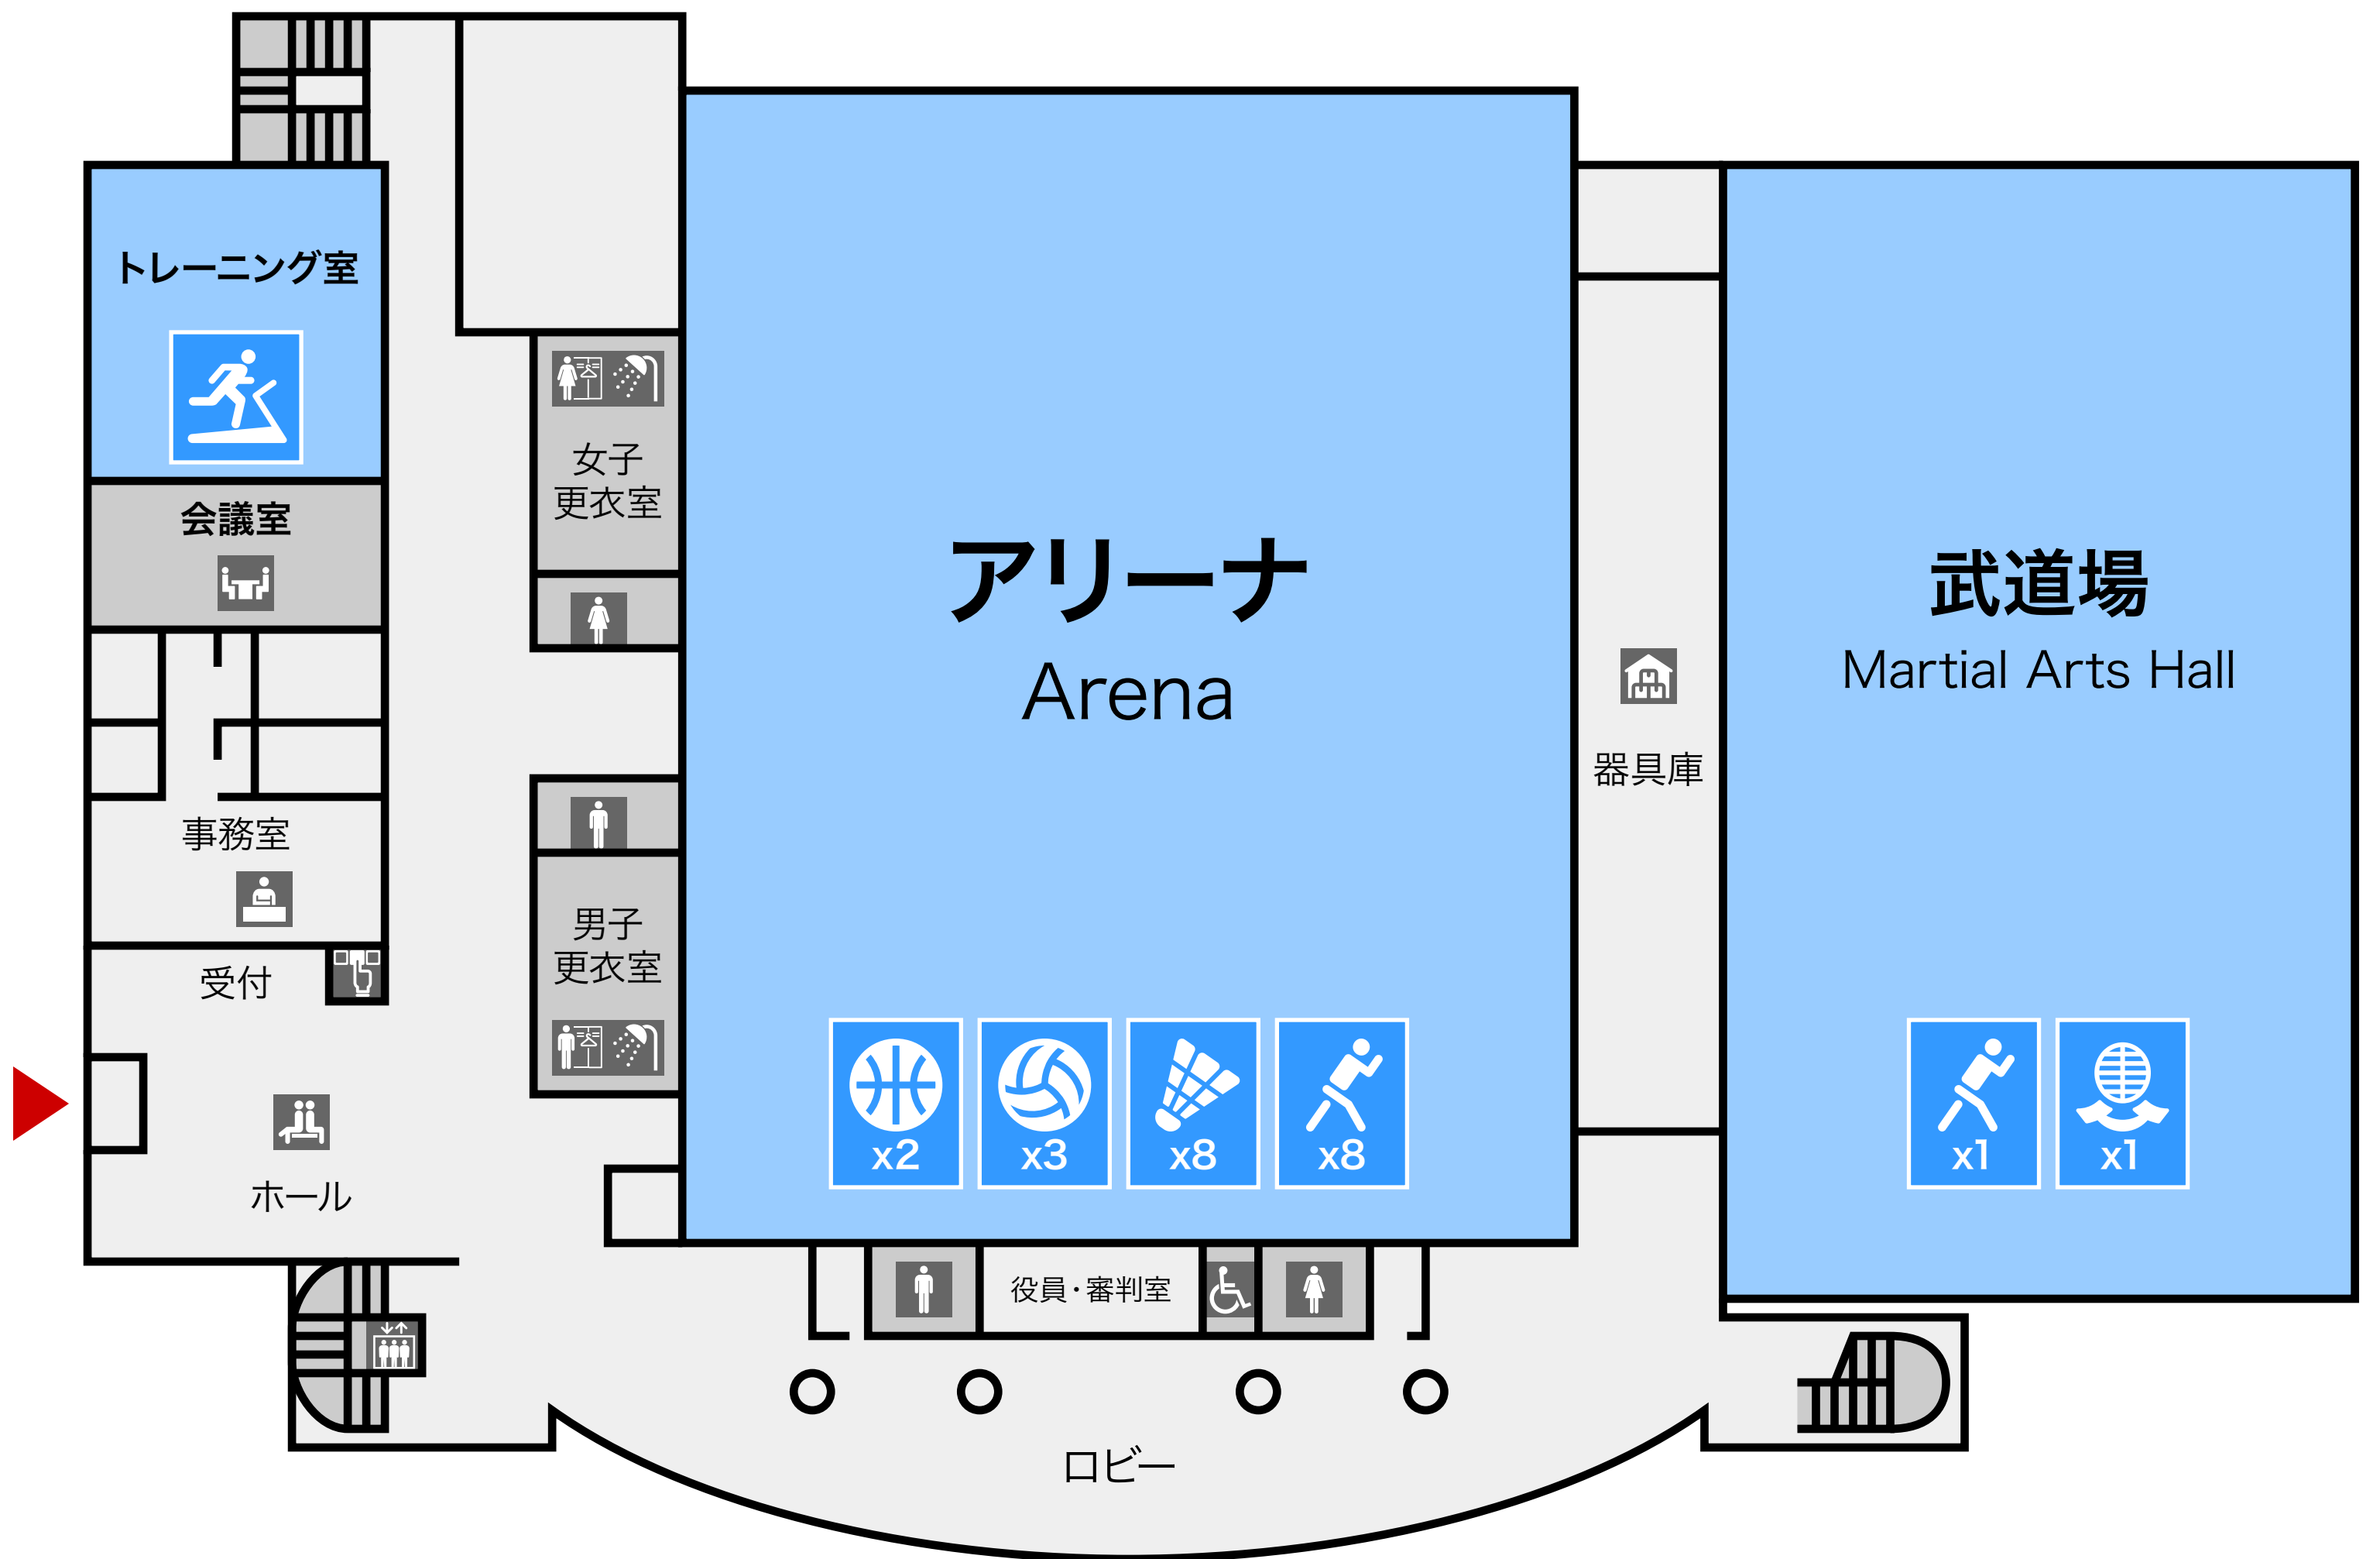 トレーニング室
会議室
事務室
受付
ホール
女子
更衣室
男子
更衣室
アリーナ
Arena
x2
x3
x8
x8
役員・審判室
ロビー
器具庫
武道場
Martial Arts Hall
x1
x1